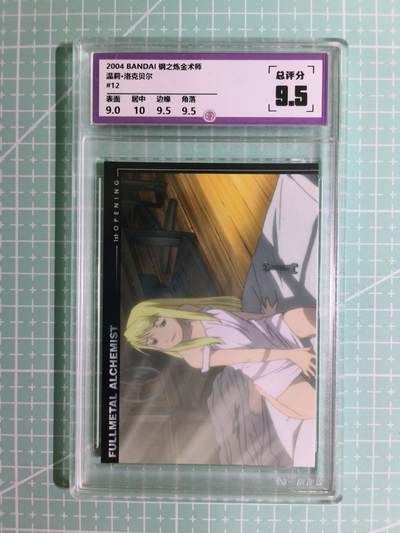 2004 BANDAI 钢之炼金术师
温莉·洛克贝尔
#12
表面 居中 边缘 角落
9.0 10 9.5 9.5
总评分
9.5
1st OPENING
FULLMETAL ALCHEMIST